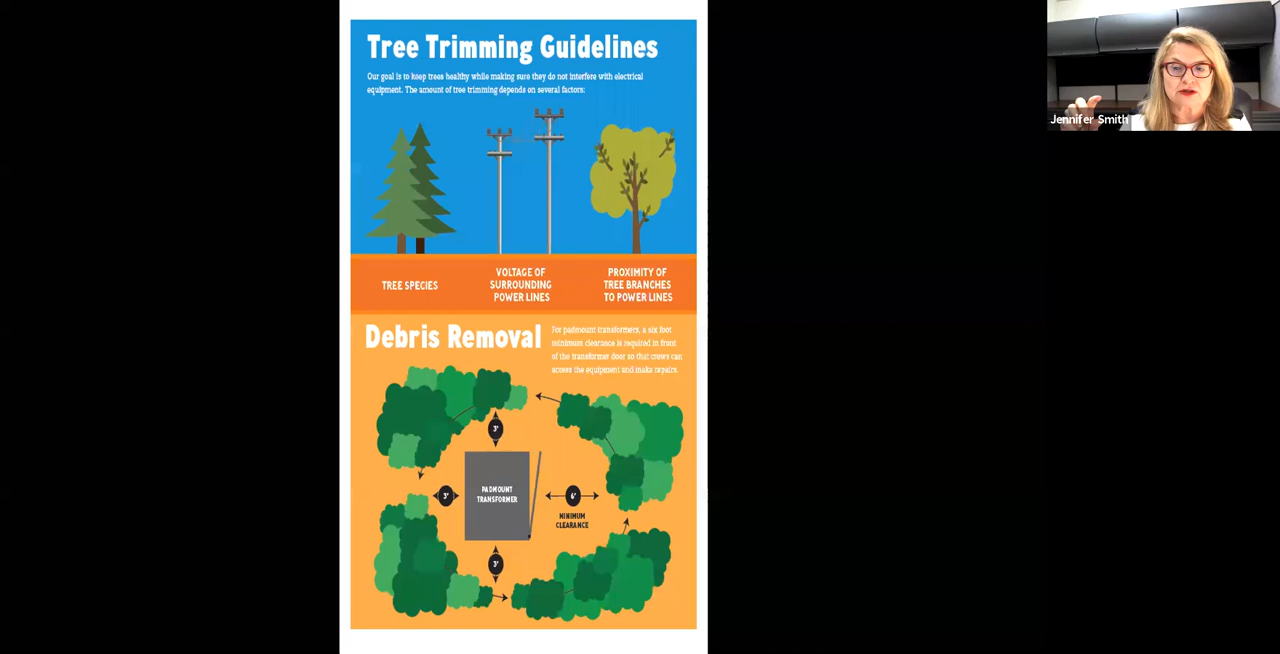 Tree Trimming Guidelines
Our goal is to keep trees healthy while making sure they do not interfere with electrical
equipment. The amount of tree trimming depends on several factors:
TREE SPECIES
VOLTAGE OF
SURROUNDING
POWER LINES
PROXIMITY OF
TREE BRANCHES
TO POWER LINES
Debris Removal
For padmount transformers, a six foot
minimum clearance is required in front
of the transformer door so that crews can
access the equipment and make repairs.
3'
3'
PADMOUNT
TRANSFORMER
6'
MINIMUM
CLEARANCE
3'
Jennifer Smith